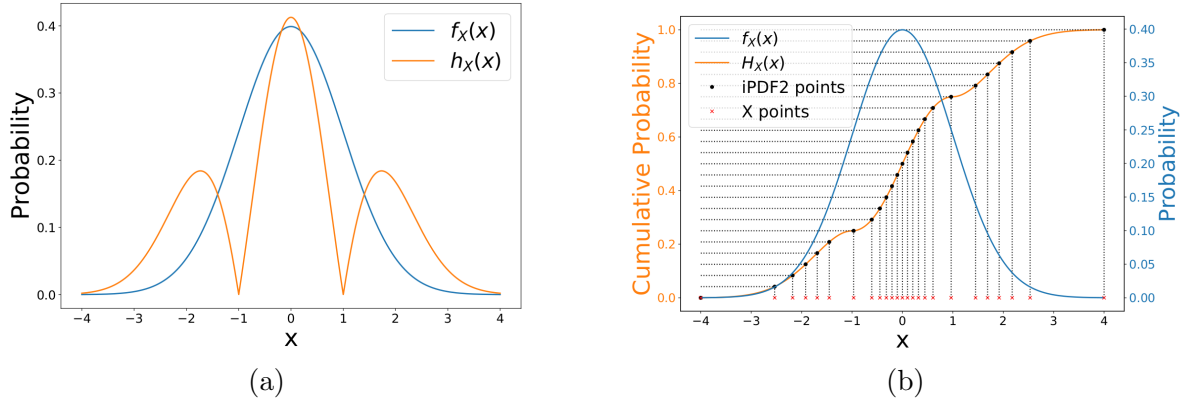 Probability
0.4
0.3
0.2
0.1
0.0
f_X(x)
h_X(x)
−4 −3 −2 −1 0 1 2 3 4
x
(a)
Cumulative Probability
1.0
0.8
0.6
0.4
0.2
0.0
f_X(x)
H_X(x)
iPDF2 points
X points
0.40
0.35
0.30
0.25
0.20
0.15
0.10
0.05
0.00
Probability
−4 −3 −2 −1 0 1 2 3 4
x
(b)